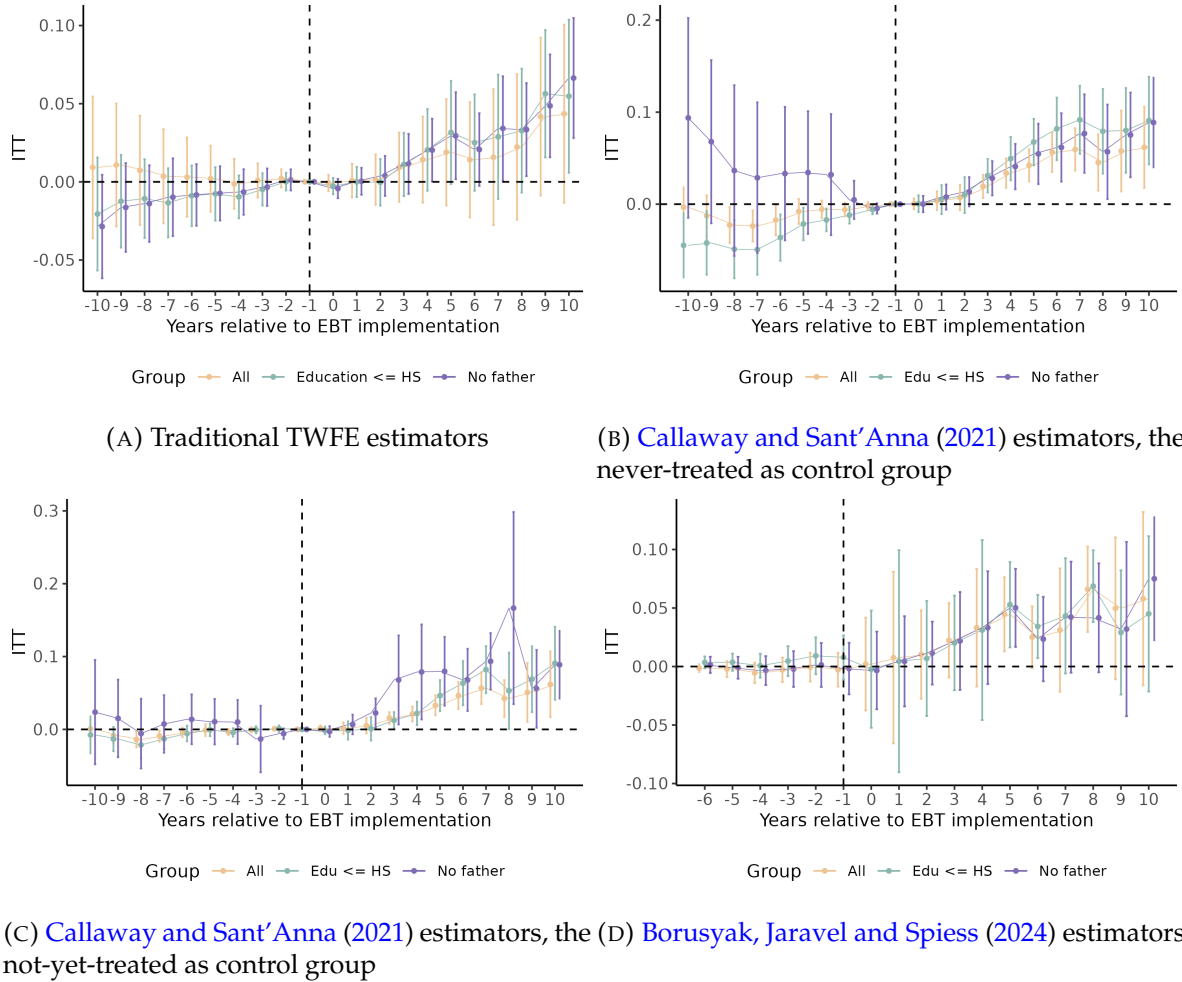 0.10
0.05
0.00
-0.05
ITT
-10 -9 -8 -7 -6 -5 -4 -3 -2 -1 0 1 2 3 4 5 6 7 8 9 10
Years relative to EBT implementation
Group All Education <= HS No father
(A) Traditional TWFE estimators
0.2
0.1
0.0
ITT
-10 -9 -8 -7 -6 -5 -4 -3 -2 -1 0 1 2 3 4 5 6 7 8 9 10
Years relative to EBT implementation
Group All Edu <= HS No father
(B) Callaway and Sant'Anna (2021) estimators, the
never-treated as control group
0.3
0.2
0.1
0.0
ITT
-10 -9 -8 -7 -6 -5 -4 -3 -2 -1 0 1 2 3 4 5 6 7 8 9 10
Years relative to EBT implementation
Group All Edu <= HS No father
(C) Callaway and Sant'Anna (2021) estimators, the
not-yet-treated as control group
0.10
0.05
0.00
-0.05
-0.10
ITT
-6 -5 -4 -3 -2 -1 0 1 2 3 4 5 6 7 8 9 10
Years relative to EBT implementation
Group All Edu <= HS No father
(D) Borusyak, Jaravel and Spiess (2024) estimators